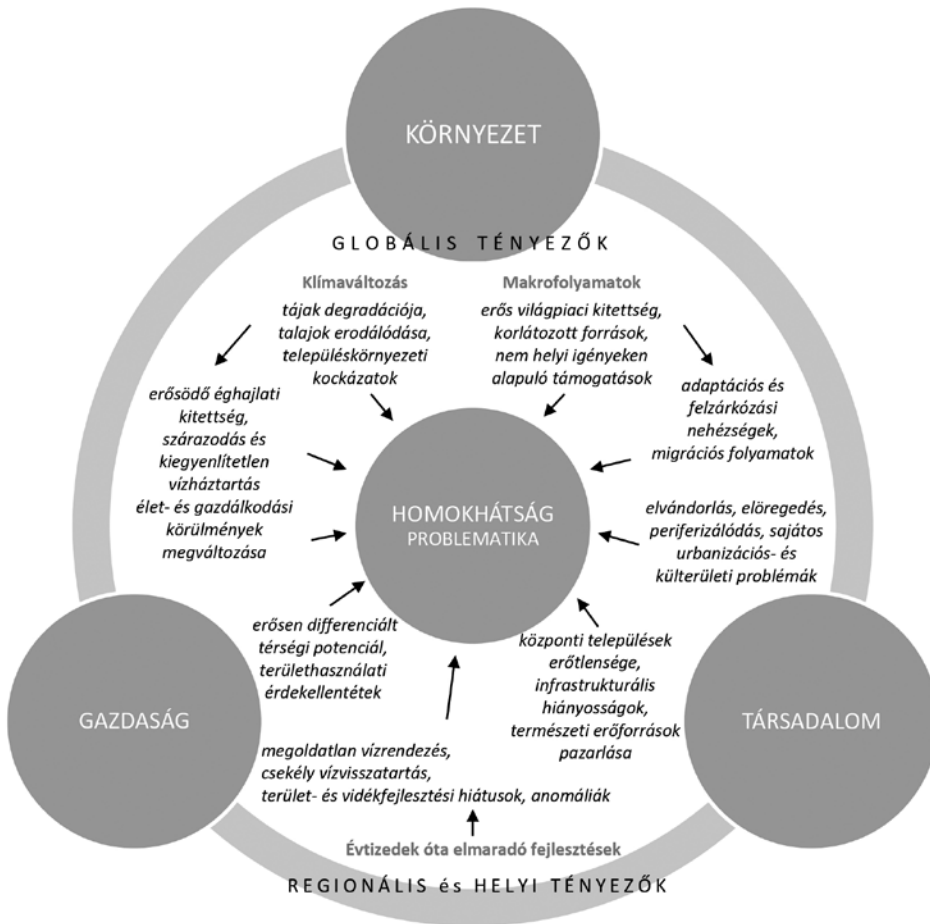 KÖRNYEZET
GLOBÁLIS TÉNYEZŐK
Klímaváltozás
tájak degradációja,
talajok erodálódása,
településkörnyezeti
kockázatok
Makrofolyamatok
erős világpiaci kitettség,
korlátozott források,
nem helyi igényeken
alapuló támogatások
erősödő éghajlati
kitettség,
szárazodás és
kiegyenlítetlen
vízháztartás
élet- és gazdálkodási
körülmények
megváltozása
adaptációs és
felzárkózási
nehézségek,
migrációs folyamatok
HOMOKHÁTSÁG
PROBLEMATIKA
elvándorlás, elöregedés,
periferizálódás, sajátos
urbanizációs- és
külterületi problémák
erősen differenciált
térségi potenciál,
területhasználati
érdekellentétek
központi települések
erőtlensége,
infrastrukturális
hiányosságok,
természeti erőforrások
pazarlása
GAZDASÁG
TÁRSADALOM
megoldatlan vízrendezés,
csekély vízvisszatartás,
terület- és vidékfejlesztési hiátusok, anomáliák
Évtizedek óta elmaradó fejlesztések
REGIONÁLIS és HELYI TÉNYEZŐK